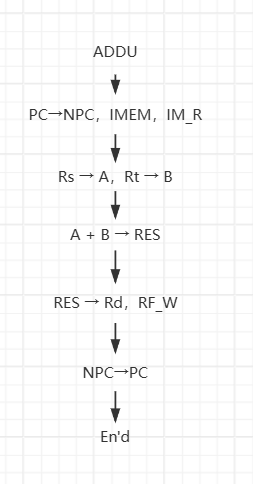 ADDU
PC→NPC，IMEM，IM_R
Rs → A，Rt → B
A + B → RES
RES → Rd，RF_W
NPC→PC
En'd